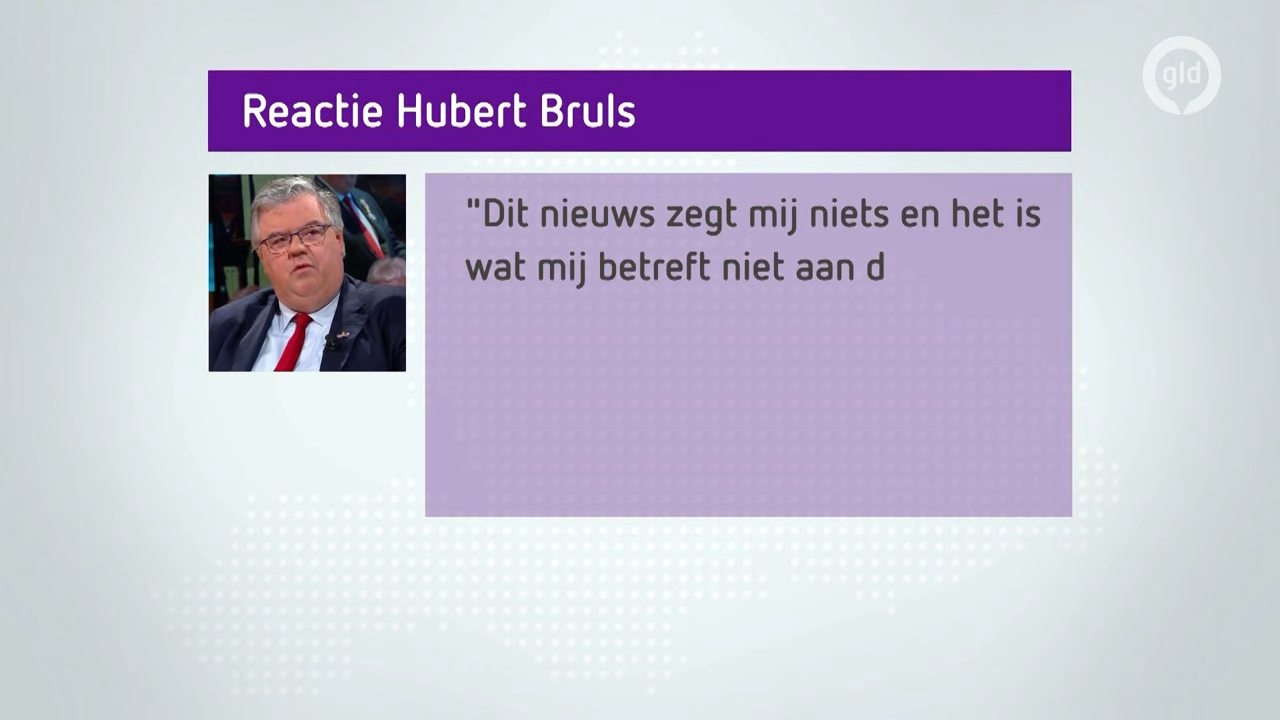 gld
Reactie Hubert Bruls
"Dit nieuws zegt mij niets en het is
wat mij betreft niet aan d